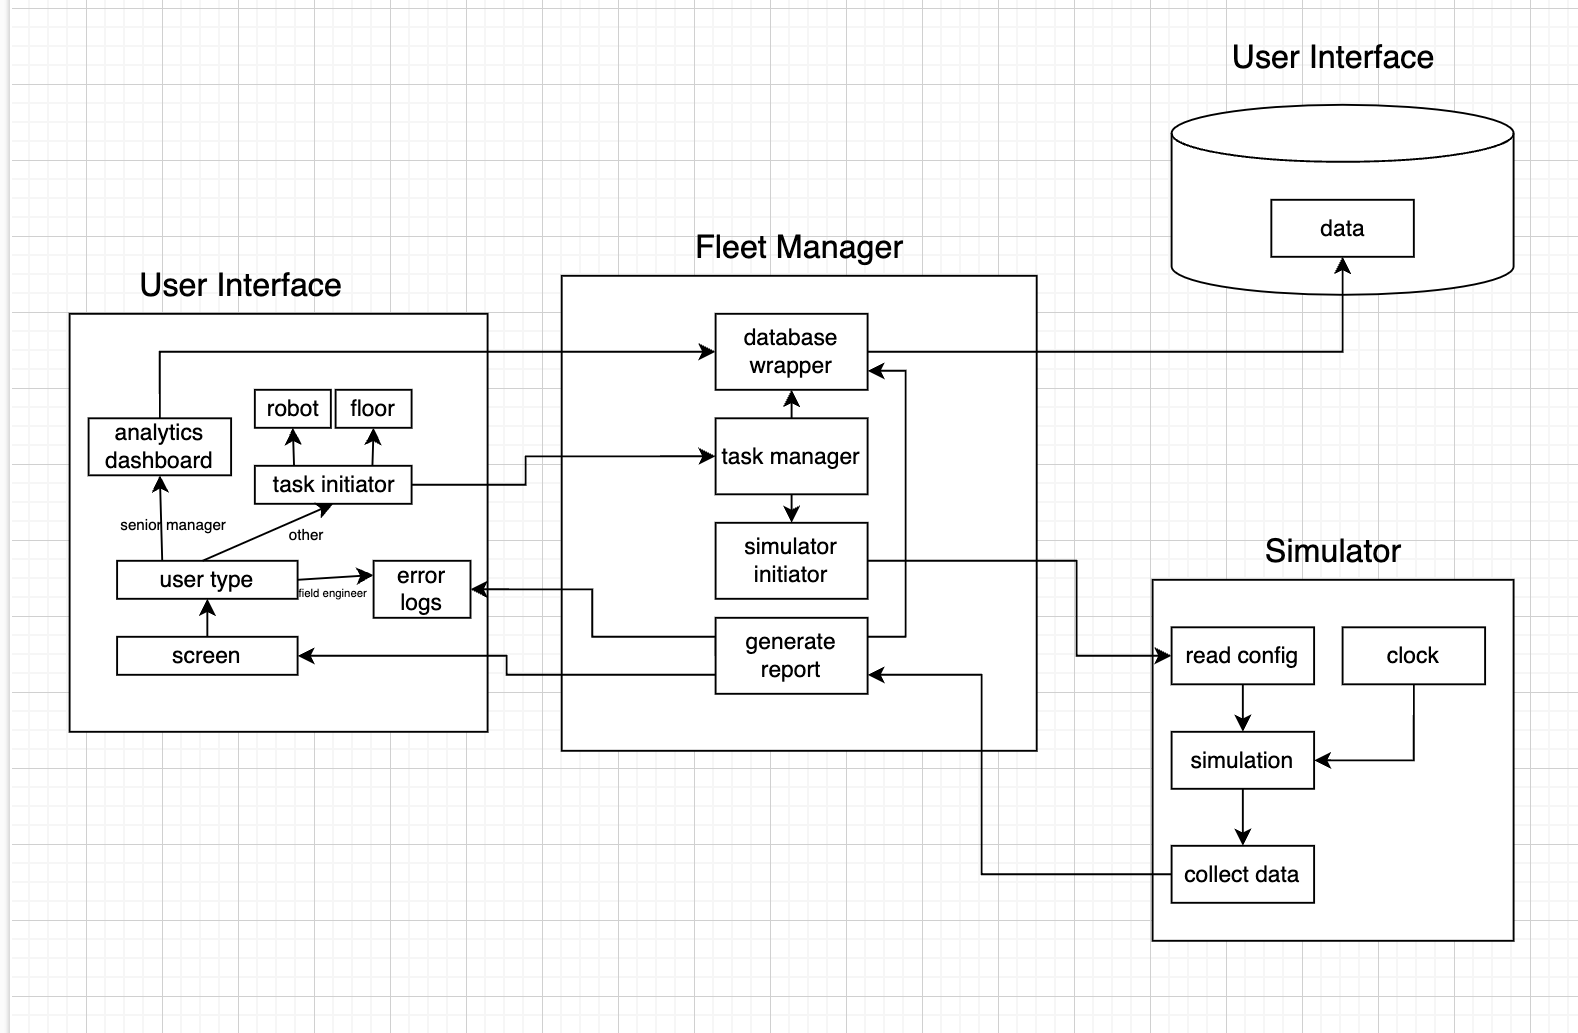 User Interface
data
Fleet Manager
database
wrapper
task manager
simulator
initiator
generate
report
User Interface
robot
floor
analytics
dashboard
task initiator
senior manager
other
user type
field engineer
error
logs
screen
Simulator
read config
clock
simulation
collect data